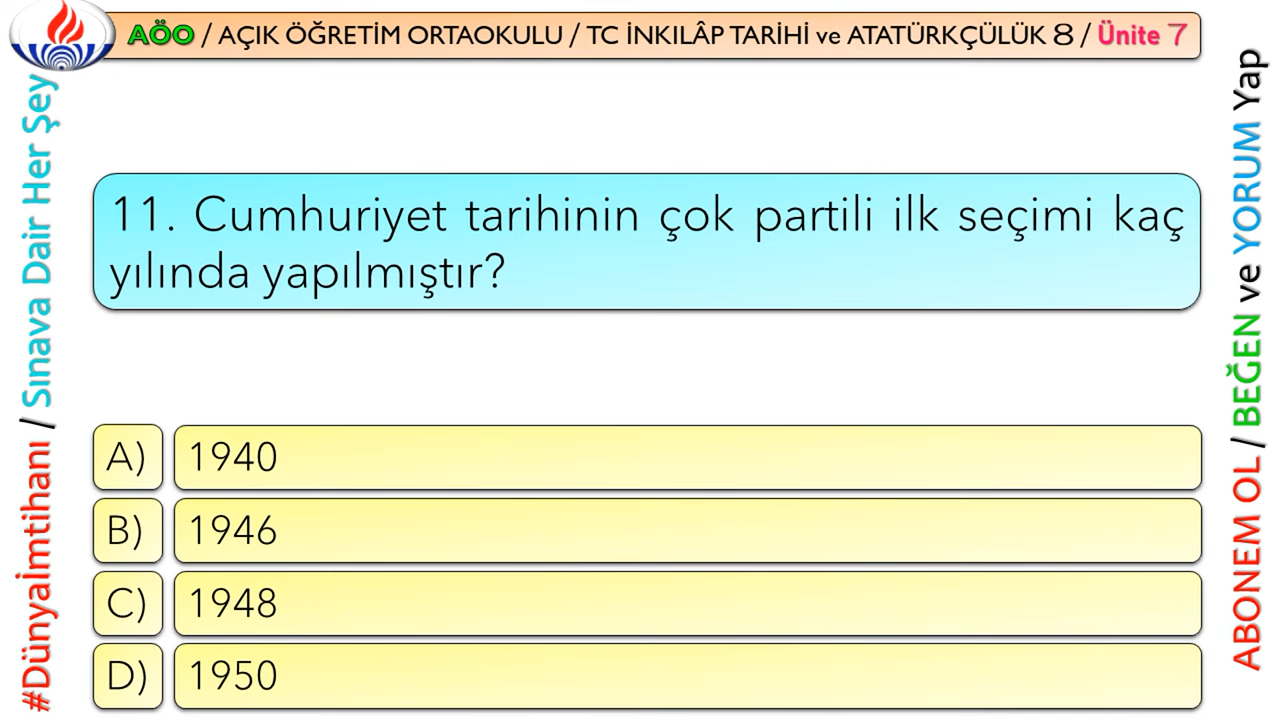 AÖO / AÇIK ÖĞRETİM ORTAOKULU / TC İNKILÂP TARİHİ ve ATATÜRKÇÜLÜK 8 / Ünite 7
#Dünyaimtihanı / Sınava Dair Her Şey
11. Cumhuriyet tarihinin çok partili ilk seçimi kaç
yılında yapılmıştır?
A) 1940
B) 1946
C) 1948
D) 1950
ABONEM OL / BEĞEN ve YORUM Yap